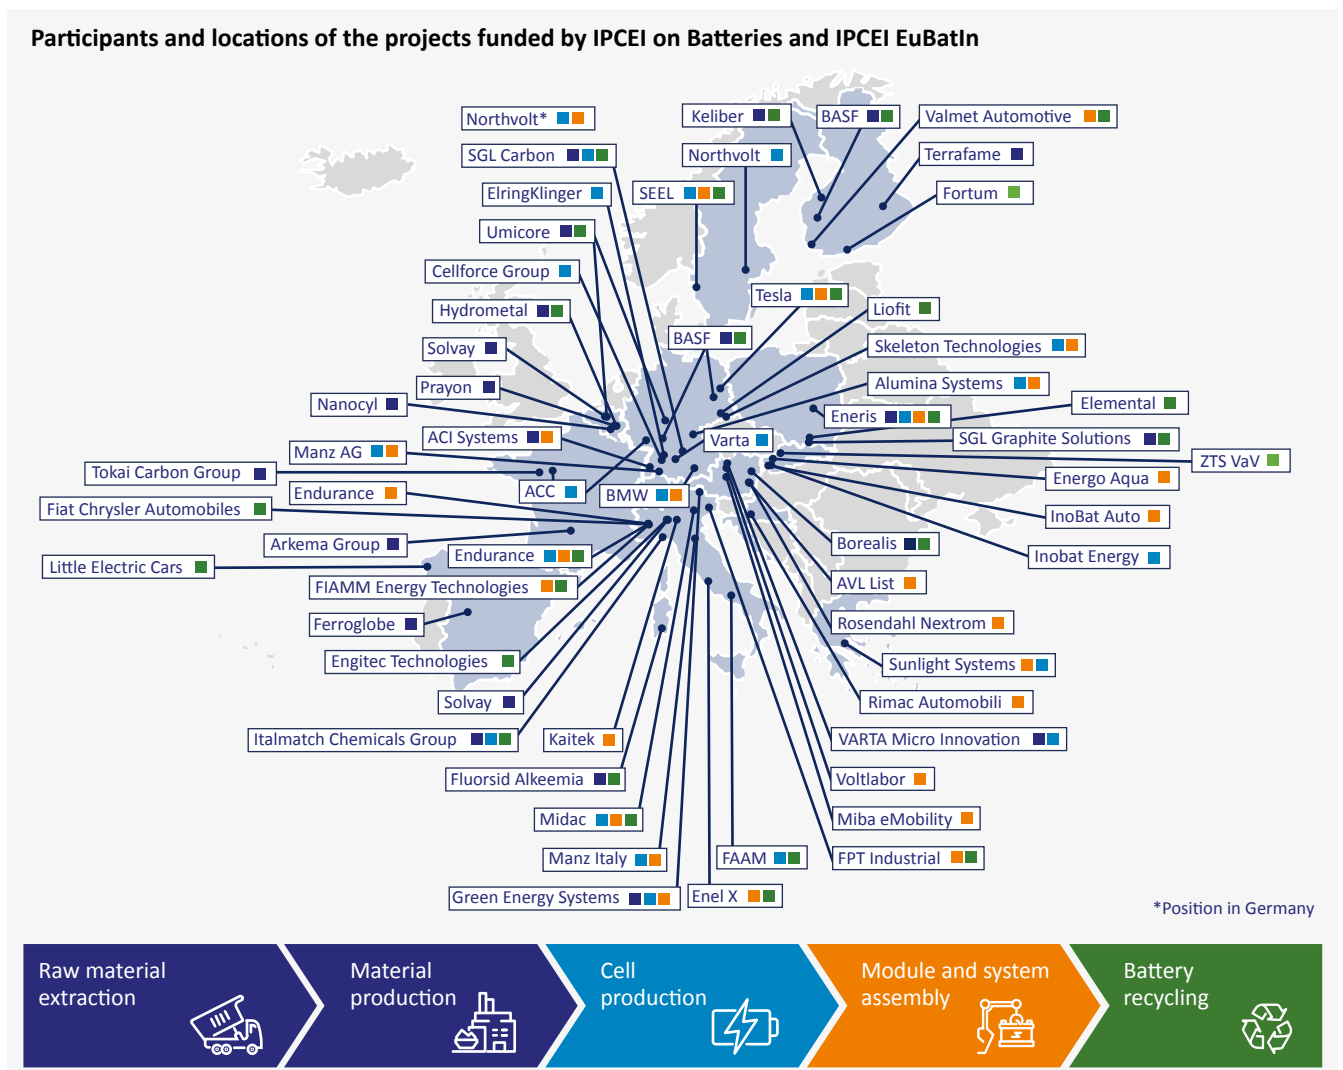 Participants and locations of the projects funded by IPCEI on Batteries and IPCEI EuBatIn
Northvolt*
Keliber
BASF
Valmet Automotive
SGL Carbon
Northvolt
Terrafame
ElringKlinger
SEEL
Fortum
Umicore
Cellforce Group
Tesla
Hydrometal
Liofit
BASF
Solvay
Skeleton Technologies
Prayon
Alumina Systems
Nanocyl
Elemental
Eneris
ACI Systems
Varta
SGL Graphite Solutions
Manz AG
ZTS VaV
Tokai Carbon Group
Energo Aqua
Endurance
ACC
BMW
Fiat Chrysler Automobiles
InoBat Auto
Arkema Group
Borealis
Endurance
Inobat Energy
Little Electric Cars
FIAMM Energy Technologies
AVL List
Ferroglobe
Rosendahl Nextrom
Engitec Technologies
Sunlight Systems
Solvay
Rimac Automobili
Italmatch Chemicals Group
Kaitek
VARTA Micro Innovation
Fluorsid Alkeemia
Voltlabor
Midac
Miba eMobility
Manz Italy
FAAM
FPT Industrial
Green Energy Systems
Enel X
*Position in Germany
Raw material
extraction
Material
production
Cell
production
Module and system
assembly
Battery
recycling